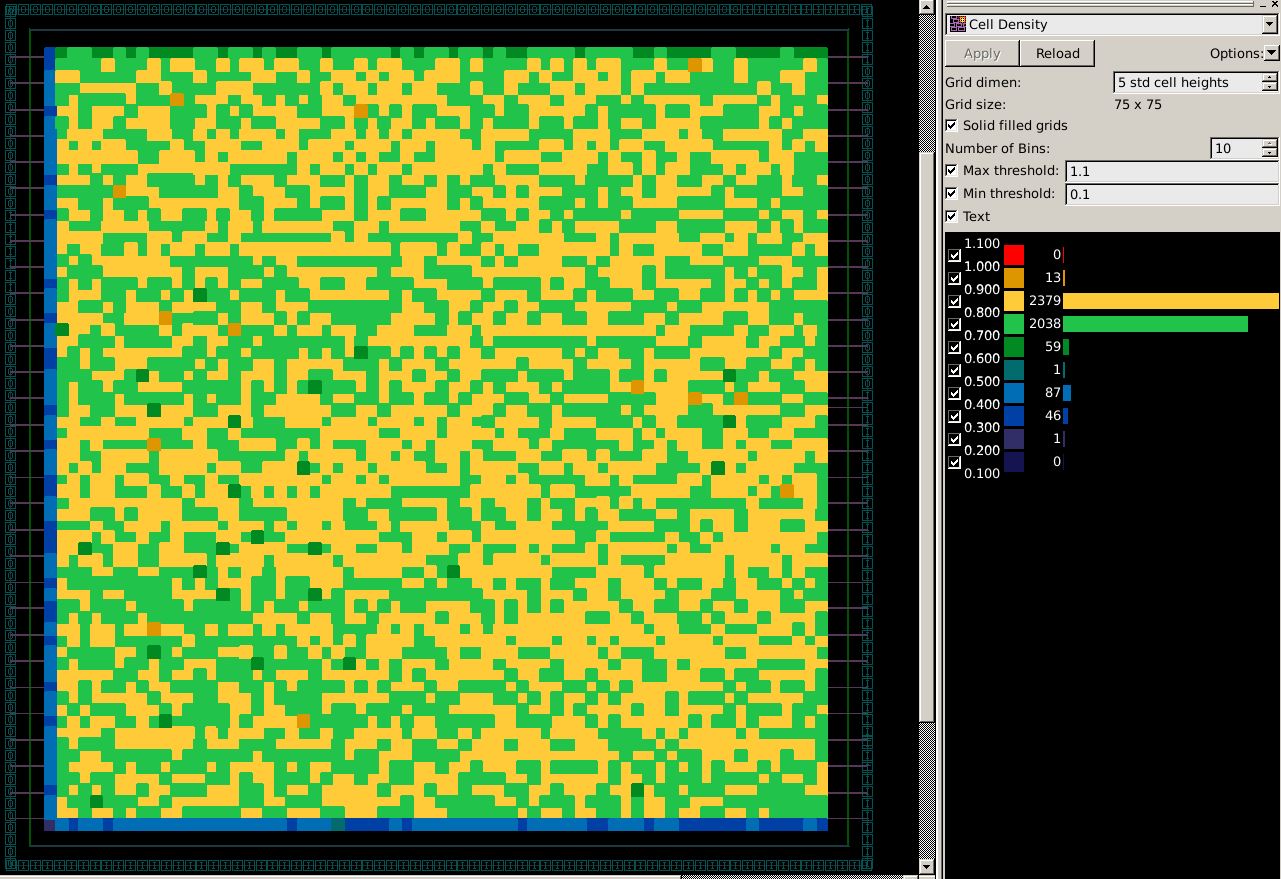 Cell Density
Apply Reload Options:
Grid dimen: 5 std cell heights
Grid size: 75 x 75
Solid filled grids
Number of Bins: 10
Max threshold: 1.1
Min threshold: 0.1
Text
1.100
0
1.000
13
0.900
2379
0.800
2038
0.700
59
0.600
1
0.500
87
0.400
46
0.300
1
0.200
0
0.100